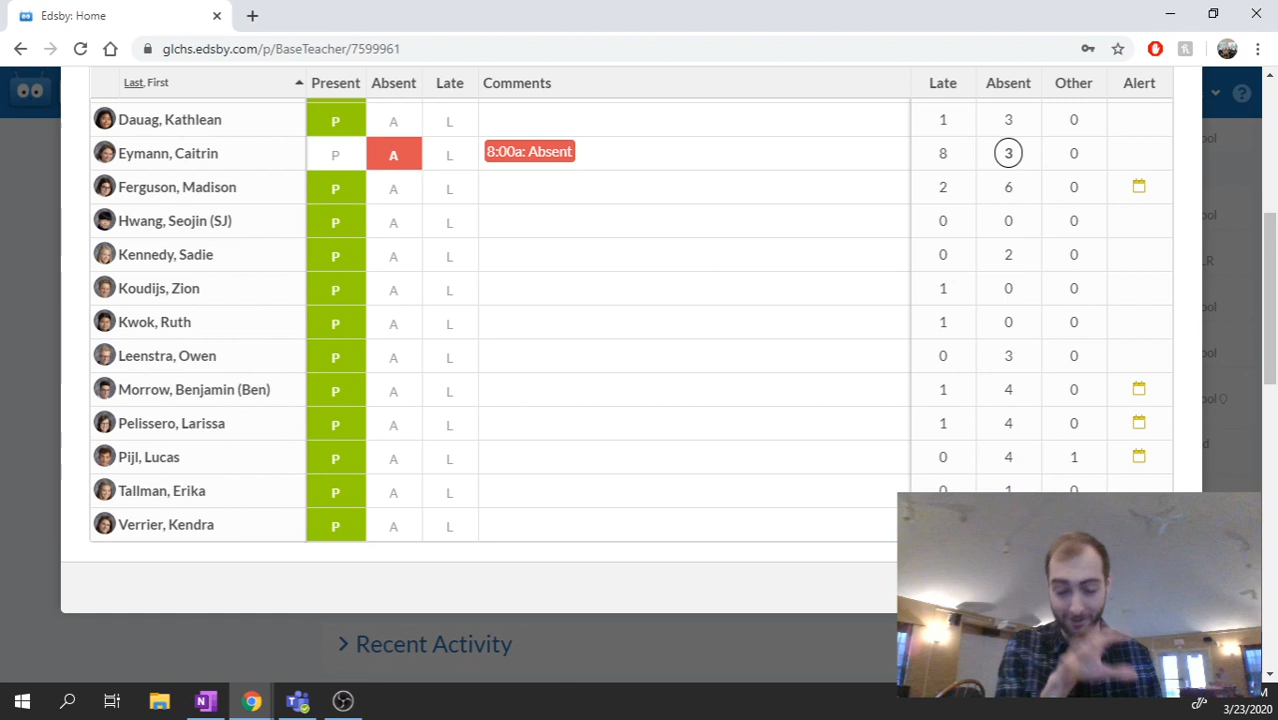 Edsby: Home
glchs.edsby.com/p/BaseTeacher/7599961
Last, First Present Absent Late Comments Late Absent Other Alert
Dauag, Kathlean P A L 1 3 0
Eymann, Caitrin P A L 8:00a: Absent 8 3 0
Ferguson, Madison P A L 2 6 0
Hwang, Seojin (SJ) P A L 0 0 0
Kennedy, Sadie P A L 0 2 0
Koudijs, Zion P A L 1 0 0
Kwok, Ruth P A L 1 0 0
Leenstra, Owen P A L 0 3 0
Morrow, Benjamin (Ben) P A L 1 4 0
Pelissero, Larissa P A L 1 4 0
Pijl, Lucas P A L 0 4 1
Tallman, Erika P A L 0 1 0
Verrier, Kendra P A L
Recent Activity
3/23/2020